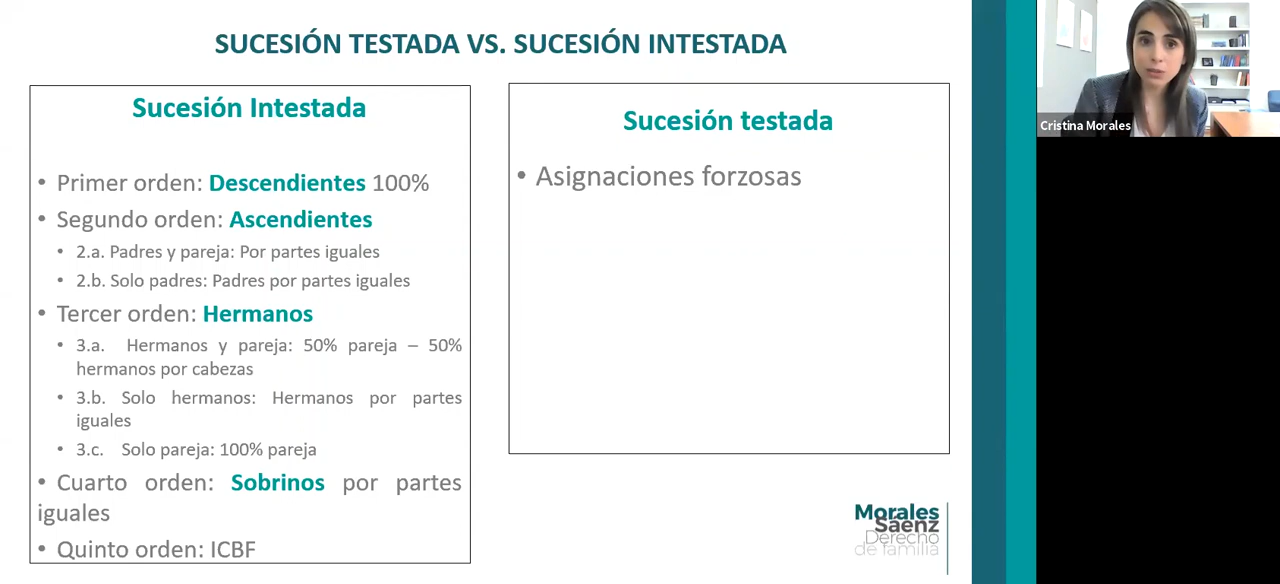 SUCESIÓN TESTADA VS. SUCESIÓN INTESTADA
Sucesión Intestada
• Primer orden: Descendientes 100%
• Segundo orden: Ascendientes
• 2.a. Padres y pareja: Por partes iguales
• 2.b. Solo padres: Padres por partes iguales
• Tercer orden: Hermanos
• 3.a. Hermanos y pareja: 50% pareja – 50%
hermanos por cabezas
• 3.b. Solo hermanos: Hermanos por partes
iguales
• 3.c. Solo pareja: 100% pareja
• Cuarto orden: Sobrinos por partes
iguales
• Quinto orden: ICBF
Sucesión testada
• Asignaciones forzosas
Morales
Sáenz
Derecho
de familia
Cristina Morales